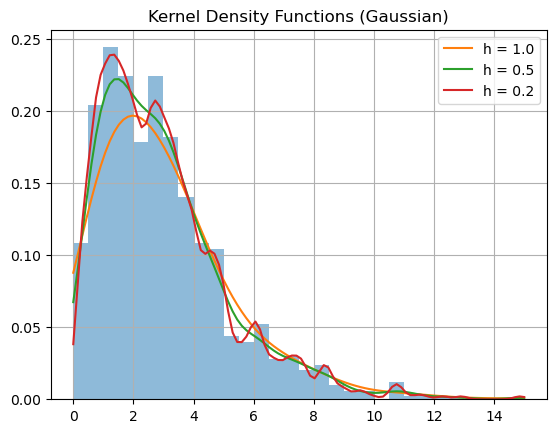 Kernel Density Functions (Gaussian)
h = 1.0
h = 0.5
h = 0.2
0.25
0.20
0.15
0.10
0.05
0.00
0 2 4 6 8 10 12 14